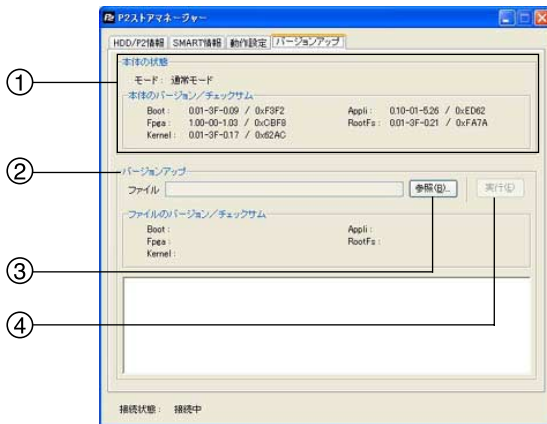 P2ストアマネージャー
HDD/P2情報 SMART情報 動作設定 バージョンアップ
① 本体の状態
モード： 通常モード
本体のバージョン／チェックサム
Boot : 0.01-3F-0.09 / 0xF3F2 Appli : 0.10-01-5.26 / 0xED62
Fpga : 1.00-00-1.03 / 0xCBF8 RootFs : 0.01-3F-0.21 / 0xFA7A
Kernel : 0.01-3F-0.17 / 0x62AC
② バージョンアップ
ファイル 参照(B)... 実行(E)
ファイルのバージョン／チェックサム
Boot : Appli :
Fpga : RootFs :
Kernel :
③
④
接続状態： 接続中